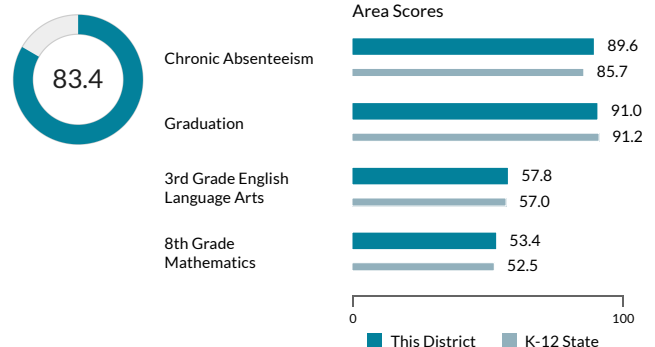 83.4
Area Scores
Chronic Absenteeism
89.6
85.7
Graduation
91.0
91.2
3rd Grade English
Language Arts
57.8
57.0
8th Grade
Mathematics
53.4
52.5
0
100
This District
K-12 State